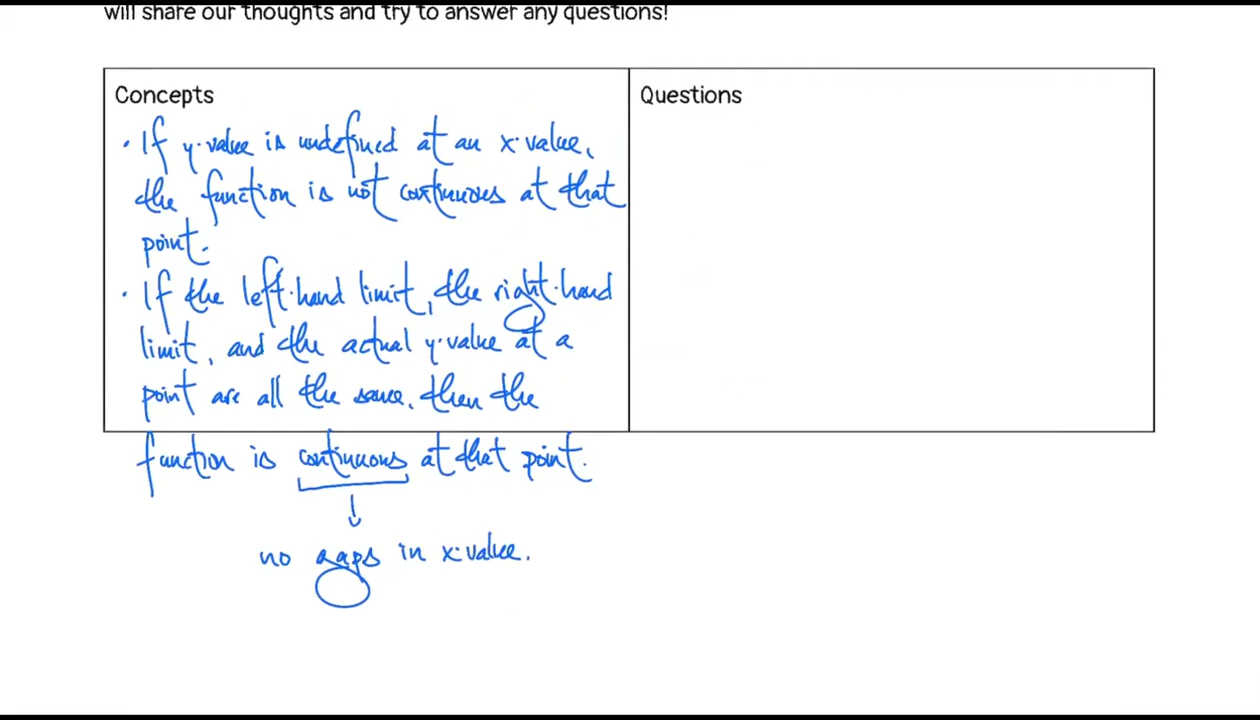 will share our thoughts and try to answer any questions!
Concepts
• If y-value is undefined at an x-value,
the function is not continuous at that
point.
• If the left-hand limit, the right-hand
limit, and the actual y-value at a
point are all the same, then the
function is continuous at that point.
no gaps in x-value.
Questions